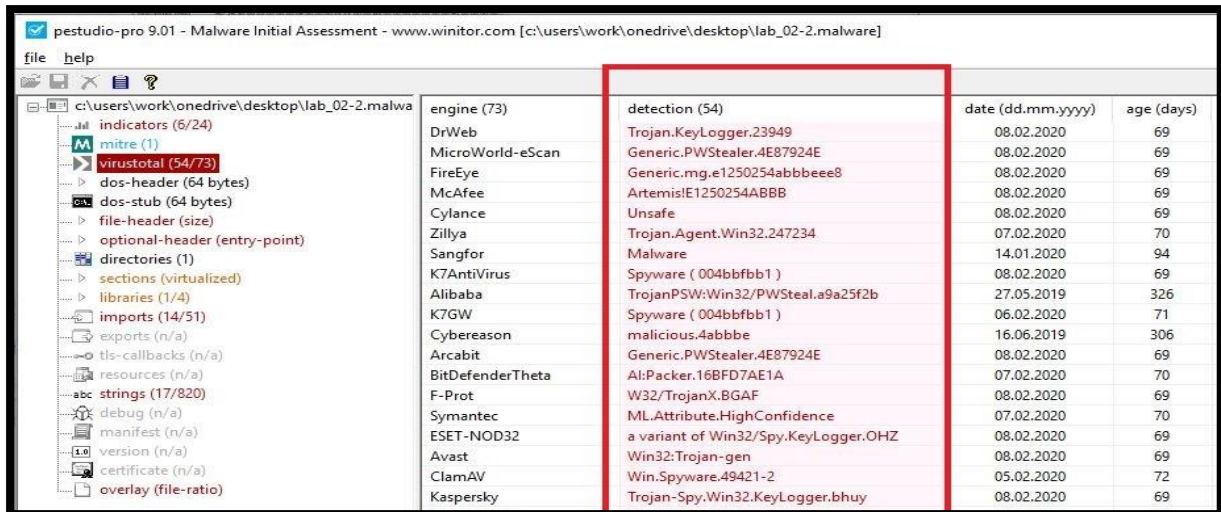 pestudio-pro 9.01 - Malware Initial Assessment - www.winitor.com [c:\users\work\onedrive\desktop\lab_02-2.malware]
file help
c:\users\work\onedrive\desktop\lab_02-2.malwa
indicators (6/24)
mitre (1)
virustotal (54/73)
dos-header (64 bytes)
dos-stub (64 bytes)
file-header (size)
optional-header (entry-point)
directories (1)
sections (virtualized)
libraries (1/4)
imports (14/51)
exports (n/a)
tls-callbacks (n/a)
resources (n/a)
abc strings (17/820)
debug (n/a)
manifest (n/a)
1.0 version (n/a)
certificate (n/a)
overlay (file-ratio)
engine (73) detection (54) date (dd.mm.yyyy) age (days)
DrWeb Trojan.KeyLogger.23949 08.02.2020 69
MicroWorld-eScan Generic.PWStealer.4E87924E 08.02.2020 69
FireEye Generic.mg.e1250254abbbeee8 08.02.2020 69
McAfee Artemis!E1250254ABBB 08.02.2020 69
Cylance Unsafe 08.02.2020 69
Zillya Trojan.Agent.Win32.247234 07.02.2020 70
Sangfor Malware 14.01.2020 94
K7AntiVirus Spyware ( 004bbfbb1 ) 08.02.2020 69
Alibaba TrojanPSW:Win32/PWSteal.a9a25f2b 27.05.2019 326
K7GW Spyware ( 004bbfbb1 ) 06.02.2020 71
Cybereason malicious.4abbbe 16.06.2019 306
Arcabit Generic.PWStealer.4E87924E 08.02.2020 69
BitDefenderTheta AI:Packer.16BFD7AE1A 07.02.2020 70
F-Prot W32/TrojanX.BGAF 08.02.2020 69
Symantec ML.Attribute.HighConfidence 07.02.2020 70
ESET-NOD32 a variant of Win32/Spy.KeyLogger.OHZ 08.02.2020 69
Avast Win32:Trojan-gen 08.02.2020 69
ClamAV Win.Spyware.49421-2 05.02.2020 72
Kaspersky Trojan-Spy.Win32.KeyLogger.bhuy 08.02.2020 69